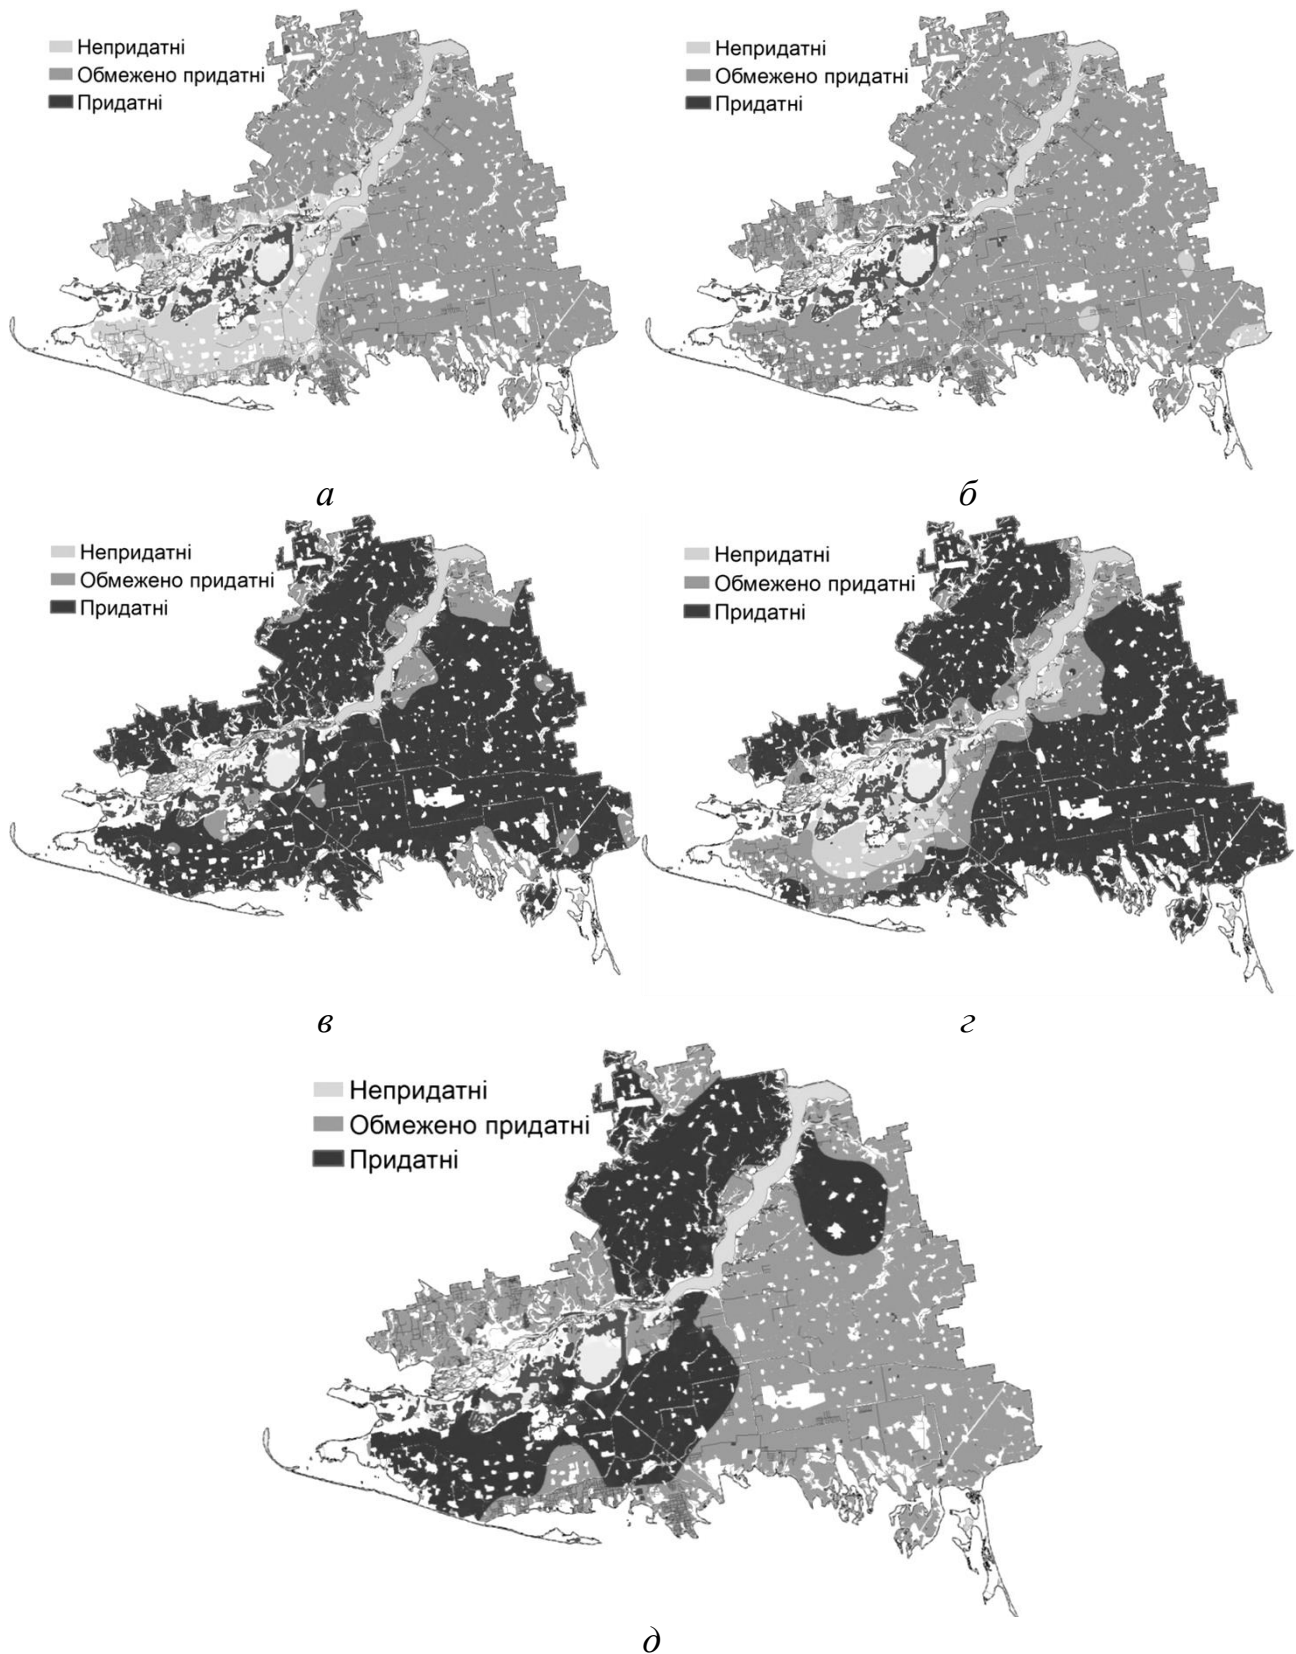 Непридатні
Обмежено придатні
Придатні
Непридатні
Обмежено придатні
Придатні
а
б
Непридатні
Обмежено придатні
Придатні
Непридатні
Обмежено придатні
Придатні
в
г
Непридатні
Обмежено придатні
Придатні
д